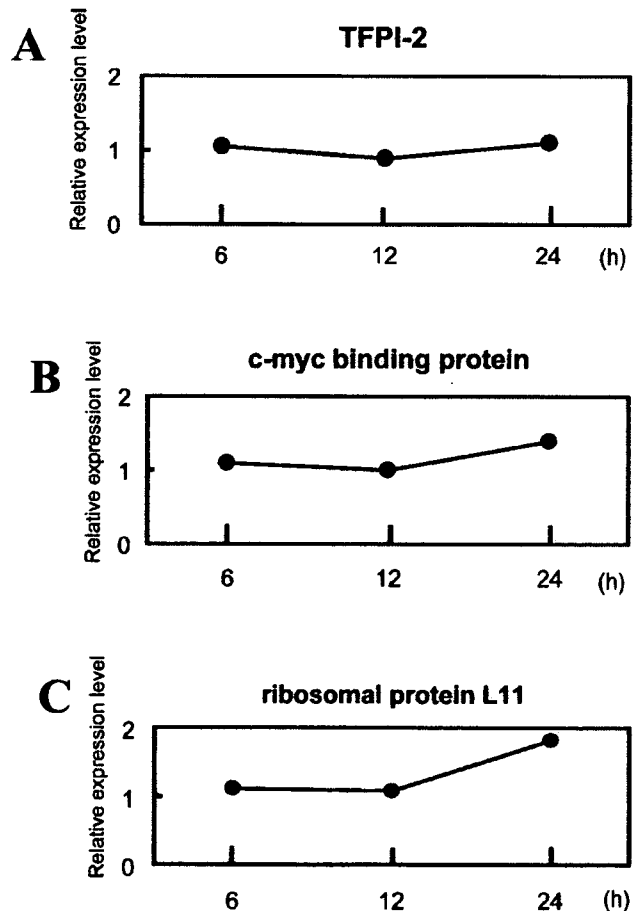 A
TFPI-2
Relative expression level
2
1
0
6 12 24 (h)
B
c-myc binding protein
Relative expression level
2
1
0
6 12 24 (h)
C
ribosomal protein L11
Relative expression level
2
1
0
6 12 24 (h)